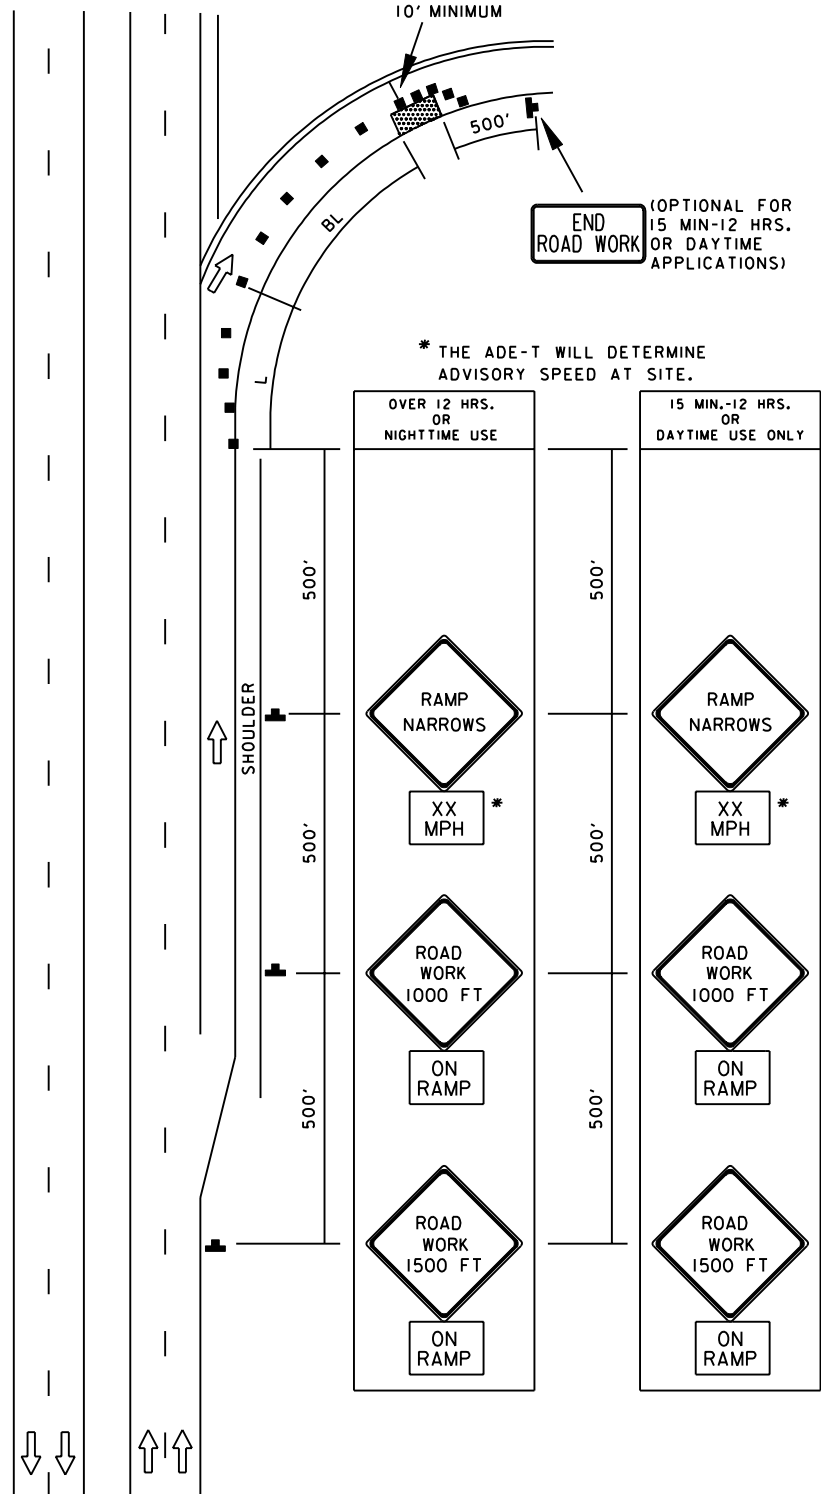 10' MINIMUM
500'
END
ROAD WORK
(OPTIONAL FOR
15 MIN-12 HRS.
OR DAYTIME
APPLICATIONS)
BL
L
* THE ADE-T WILL DETERMINE
ADVISORY SPEED AT SITE.
OVER 12 HRS.
OR
NIGHTTIME USE
15 MIN.-12 HRS.
OR
DAYTIME USE ONLY
500'
500'
RAMP
NARROWS
RAMP
NARROWS
SHOULDER
XX
MPH
*
XX
MPH
*
500'
500'
ROAD
WORK
1000 FT
ROAD
WORK
1000 FT
ON
RAMP
ON
RAMP
500'
500'
ROAD
WORK
1500 FT
ROAD
WORK
1500 FT
ON
RAMP
ON
RAMP